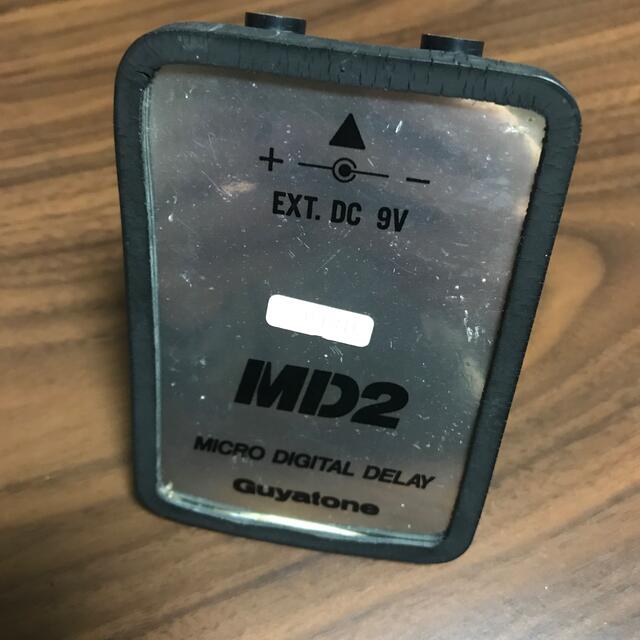 + −
EXT. DC 9V
MD2
MICRO DIGITAL DELAY
Guyatone